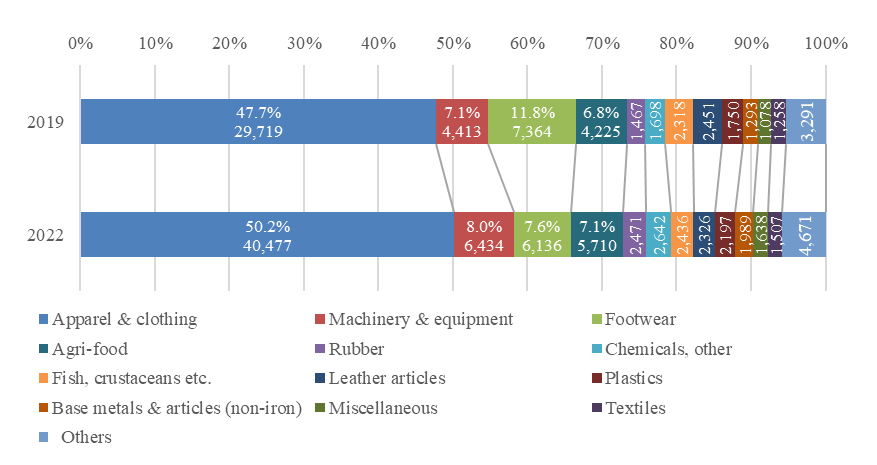 0% 10% 20% 30% 40% 50% 60% 70% 80% 90% 100%
2019
47.7% 7.1% 11.8% 6.8%
29,719 4,413 7,364 4,225 1,467 1,698 2,318 2,451 1,750 1,293 1,078 1,258 3,291
2022
50.2% 8.0% 7.6% 7.1%
40,477 6,434 6,136 5,710 2,471 2,642 2,436 2,326 2,197 1,989 1,638 1,507 4,671
Apparel & clothing Machinery & equipment Footwear
Agri-food Rubber Chemicals, other
Fish, crustaceans etc. Leather articles Plastics
Base metals & articles (non-iron) Miscellaneous Textiles
Others